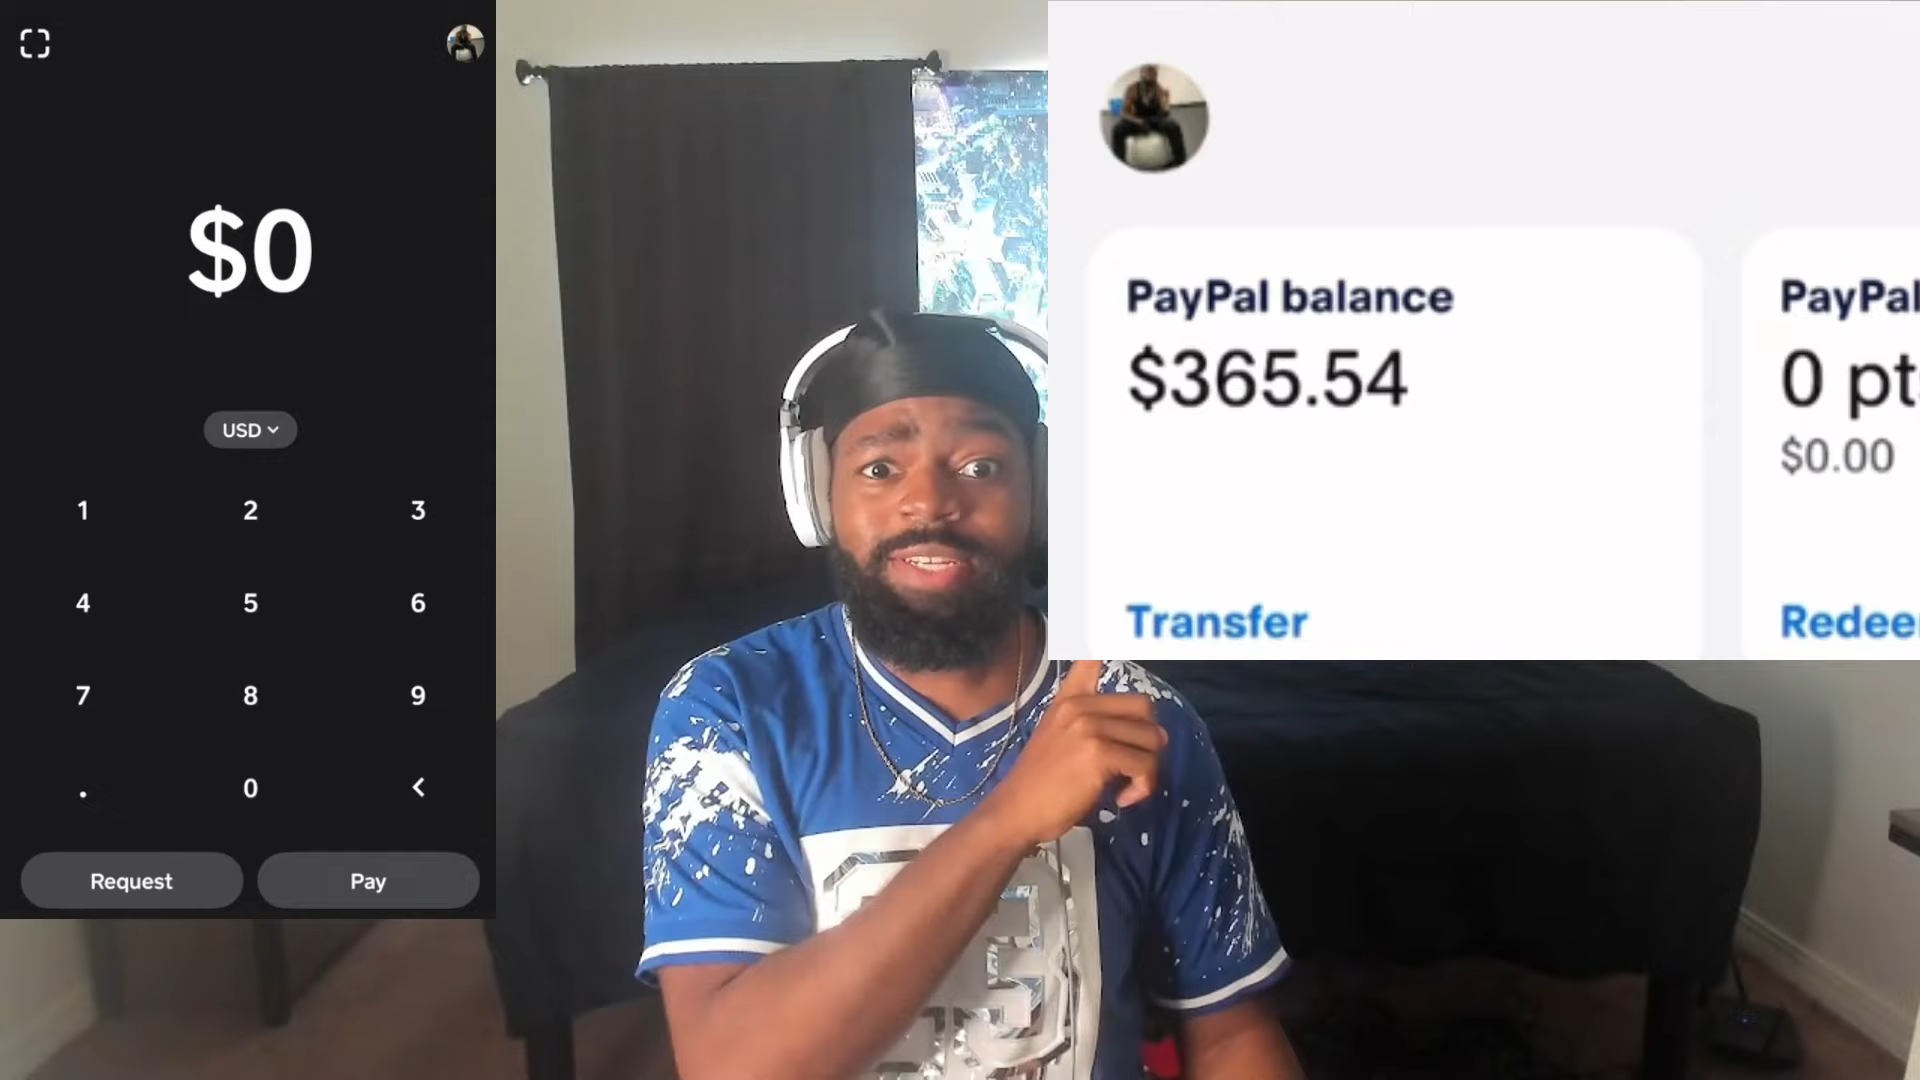 $0
USD
1 2 3
4 5 6
7 8 9
. 0 <
Request Pay
PayPal balance
$365.54
Transfer
PayPal
0 pt
$0.00
Redee